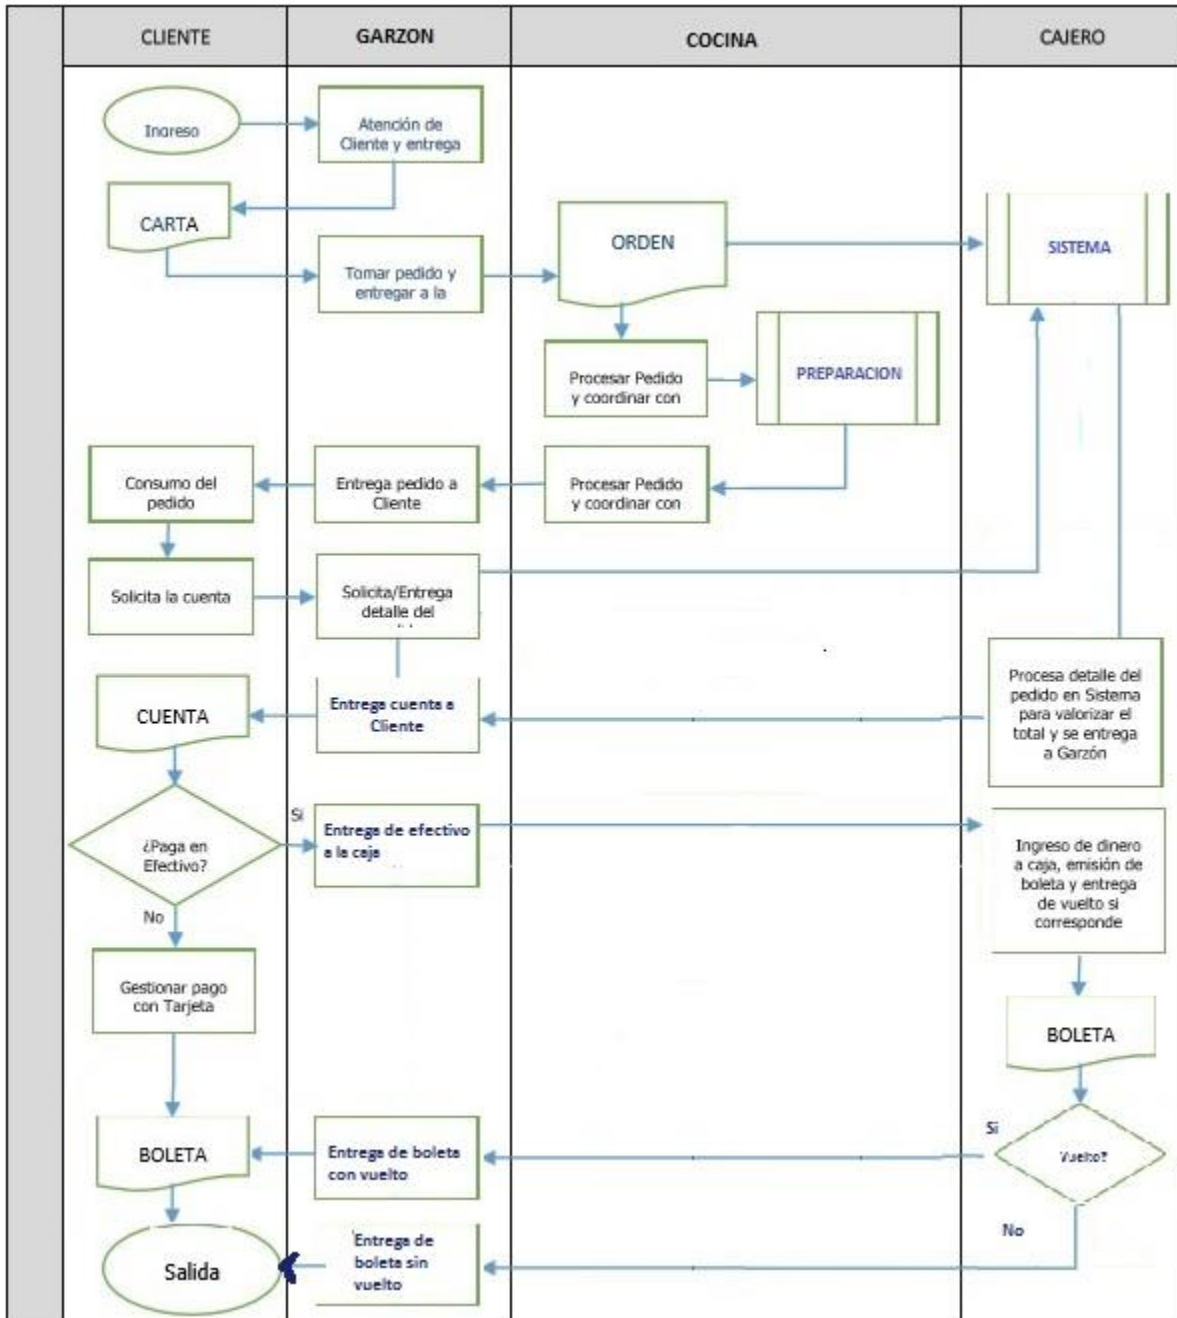 CLIENTE
GARZON
COCINA
CAJERO
Ingreso
Atención de
Cliente y entrega
CARTA
Tomar pedido y
entregar a la
ORDEN
SISTEMA
Procesar Pedido
y coordinar con
PREPARACION
Consumo del
pedido
Entrega pedido a
Cliente
Procesar Pedido
y coordinar con
Solicita la cuenta
Solicita/Entrega
detalle del
CUENTA
Entrega cuenta a
Cliente
Procesa detalle del
pedido en Sistema
para valorizar el
total y se entrega
a Garzón
¿Paga en
Efectivo?
Si
Entrega de efectivo
a la caja
Ingreso de dinero
a caja, emisión de
boleta y entrega
de vuelto si
corresponde
No
Gestionar pago
con Tarjeta
BOLETA
BOLETA
Entrega de boleta
con vuelto
Si
Vuelto?
No
Salida
Entrega de
boleta sin
vuelto